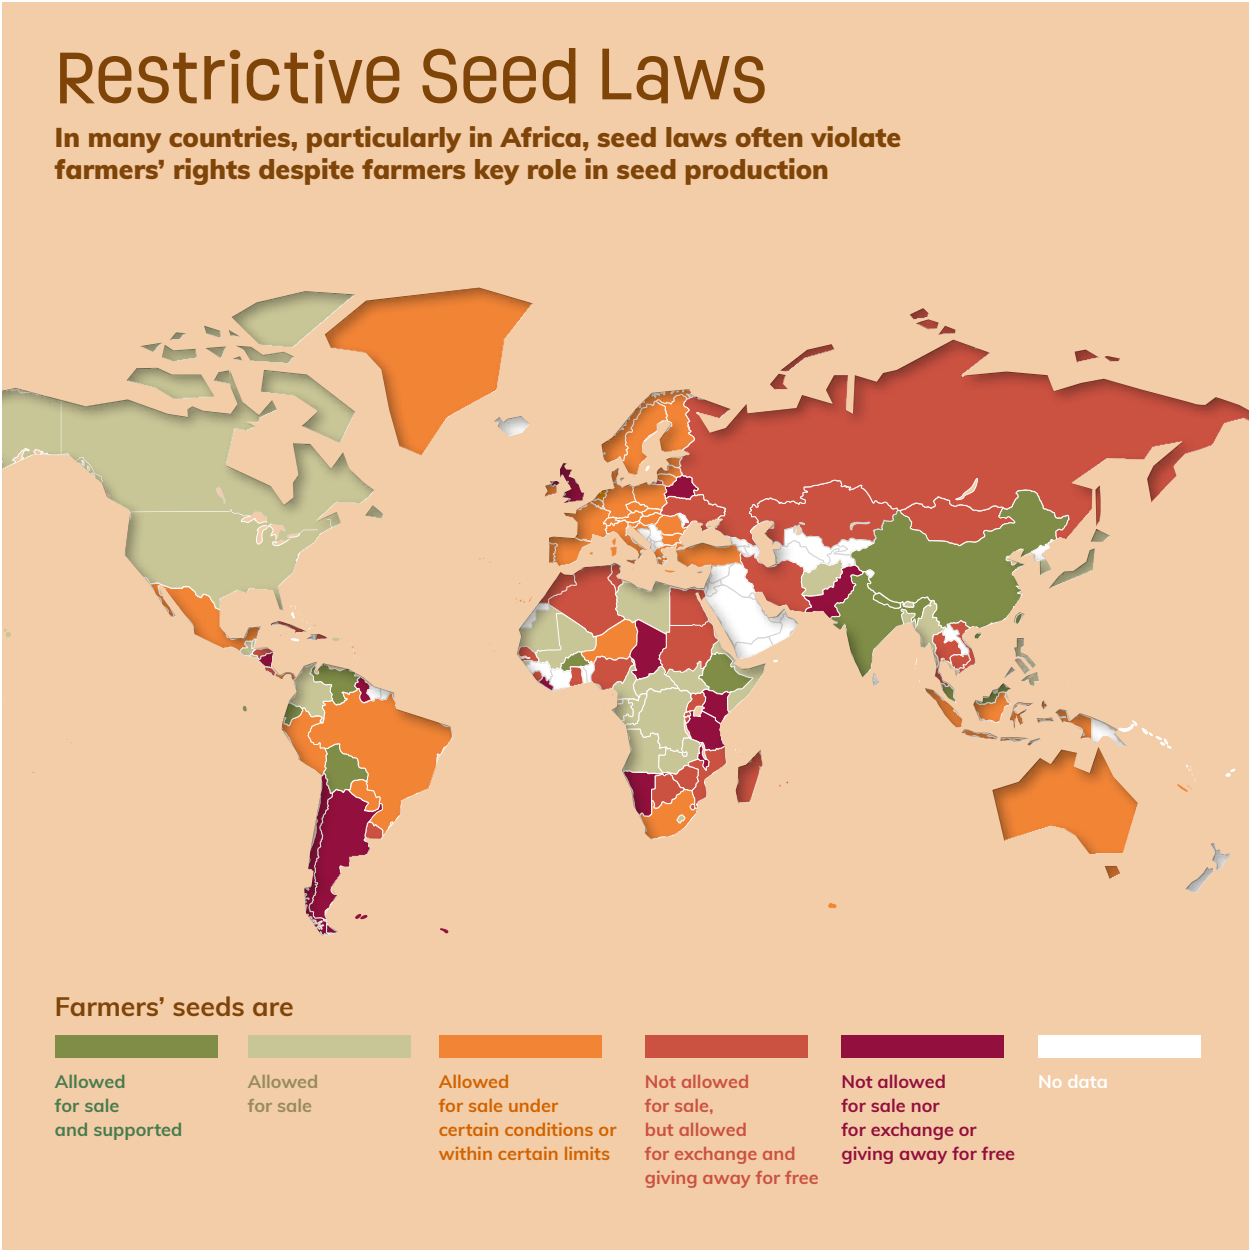 Restrictive Seed Laws
In many countries, particularly in Africa, seed laws often violate
farmers’ rights despite farmers key role in seed production
Farmers’ seeds are
Allowed
for sale
and supported
Allowed
for sale
Allowed
for sale under
certain conditions or
within certain limits
Not allowed
for sale,
but allowed
for exchange and
giving away for free
Not allowed
for sale nor
for exchange or
giving away for free
No data